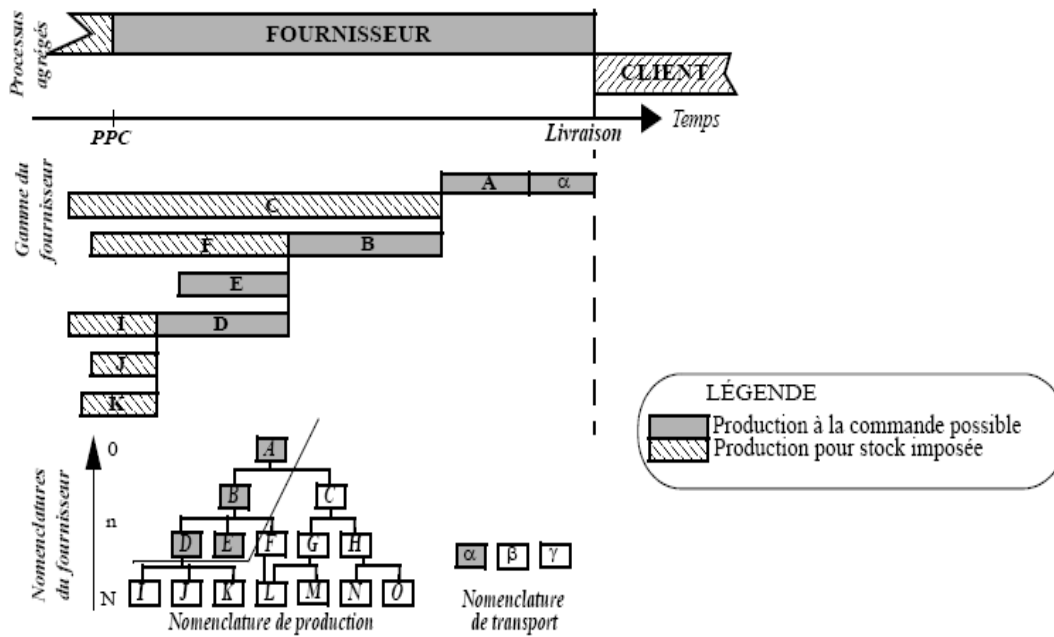 Processus
agrégés
FOURNISSEUR
CLIENT
PPC
Livraison
Temps
Gamme du
fournisseur
A
α
C
F
B
E
I
D
J
K
LÉGENDE
Production à la commande possible
Production pour stock imposée
Nomenclatures
du fournisseur
0
n
N
A
B
C
D
E
F
G
H
I
J
K
L
M
N
O
Nomenclature de production
α
β
γ
Nomenclature
de transport